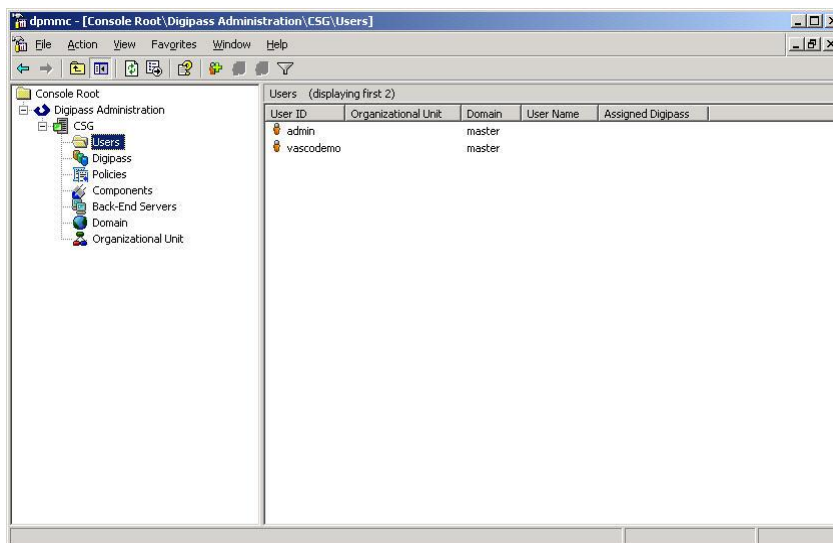 dpmmc - [Console Root\Digipass Administration\CSG\Users]
File Action View Favorites Window Help
Console Root
Digipass Administration
CSG
Users
Digipass
Policies
Components
Back-End Servers
Domain
Organizational Unit
Users (displaying first 2)
User ID Organizational Unit Domain User Name Assigned Digipass
admin master
vascodemo master